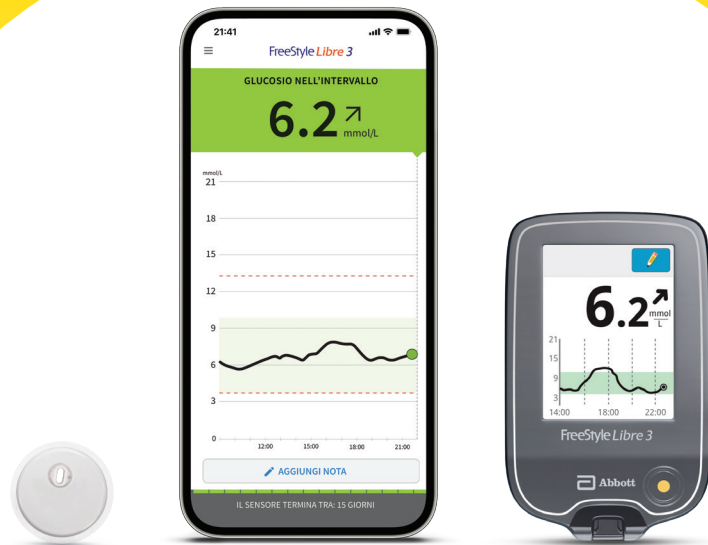 21:41
FreeStyle Libre 3
GLUCOSIO NELL'INTERVALLO
6.2 mmol/L
mmol/L
21
18
15
12
9
6
3
0
12:00 15:00 18:00 21:00
AGGIUNGI NOTA
IL SENSORE TERMINA TRA: 15 GIORNI
6.2 mmol
L
21
15
9
3
14:00 18:00 22:00
FreeStyle Libre 3
Abbott